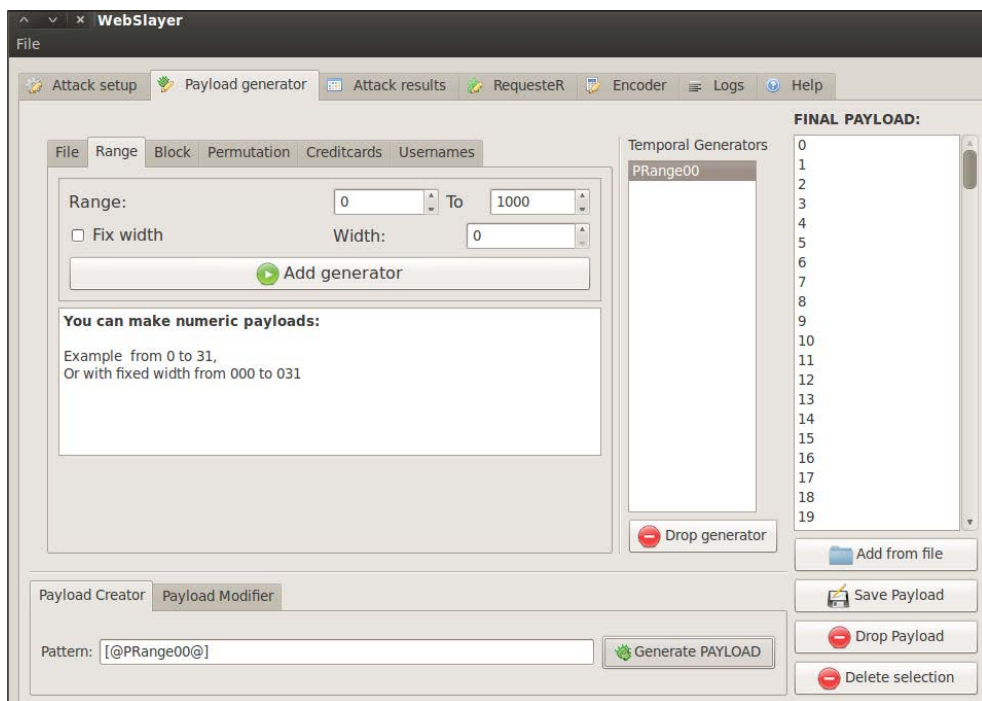 WebSlayer
File
Attack setup
Payload generator
Attack results
RequesteR
Encoder
Logs
Help
File
Range
Block
Permutation
Creditcards
Usernames
Range:
0
To
1000
Fix width
Width:
0
Add generator
You can make numeric payloads:
Example from 0 to 31,
Or with fixed width from 000 to 031
Temporal Generators
PRange00
Drop generator
FINAL PAYLOAD:
0
1
2
3
4
5
6
7
8
9
10
11
12
13
14
15
16
17
18
19
Add from file
Save Payload
Drop Payload
Delete selection
Payload Creator
Payload Modifier
Pattern:
[@PRange00@]
Generate PAYLOAD